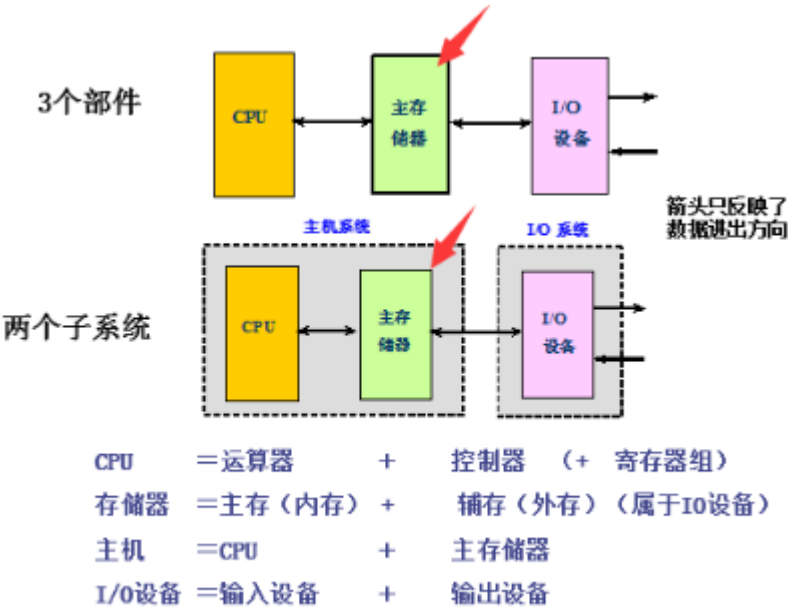 3个部件
CPU
主存
储器
I/O
设备
箭头只反映了
数据进出方向
主机系统
I/O 系统
两个子系统
CPU
主存
储器
I/O
设备
CPU =运算器 + 控制器 (+ 寄存器组)
存储器 =主存(内存) + 辅存(外存)(属于IO设备)
主机 =CPU + 主存储器
I/O设备 =输入设备 + 输出设备